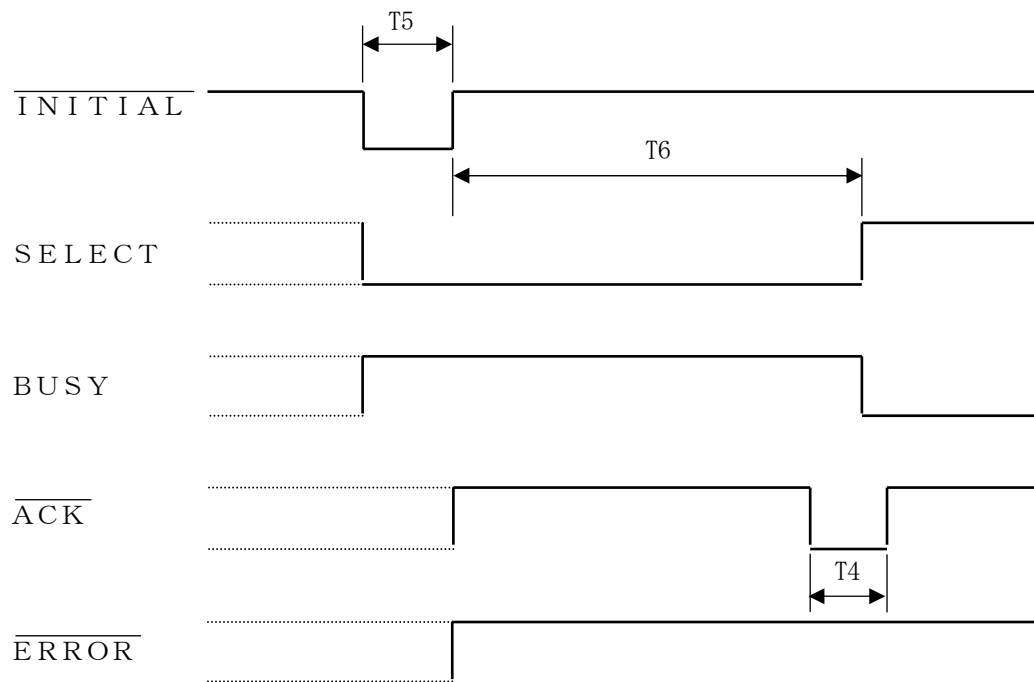 T5
INITIAL
T6
SELECT
BUSY
ACK
T4
ERROR